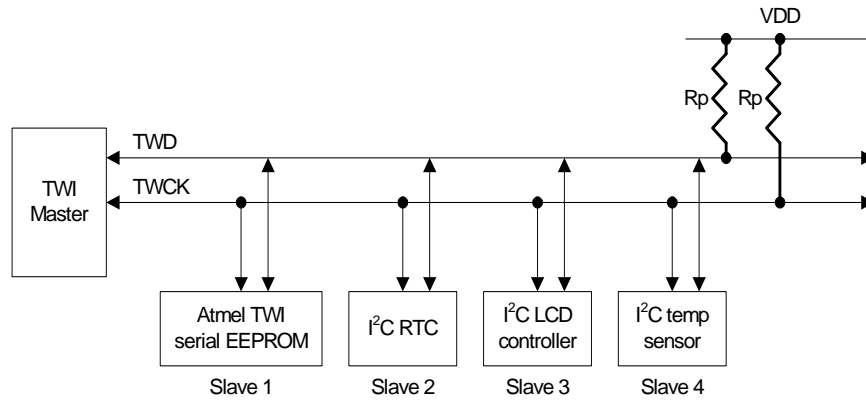 VDD
Rp Rp
TWD
TWI
Master
TWCK
Atmel TWI
serial EEPROM
I²C RTC
I²C LCD
controller
I²C temp
sensor
Slave 1
Slave 2
Slave 3
Slave 4